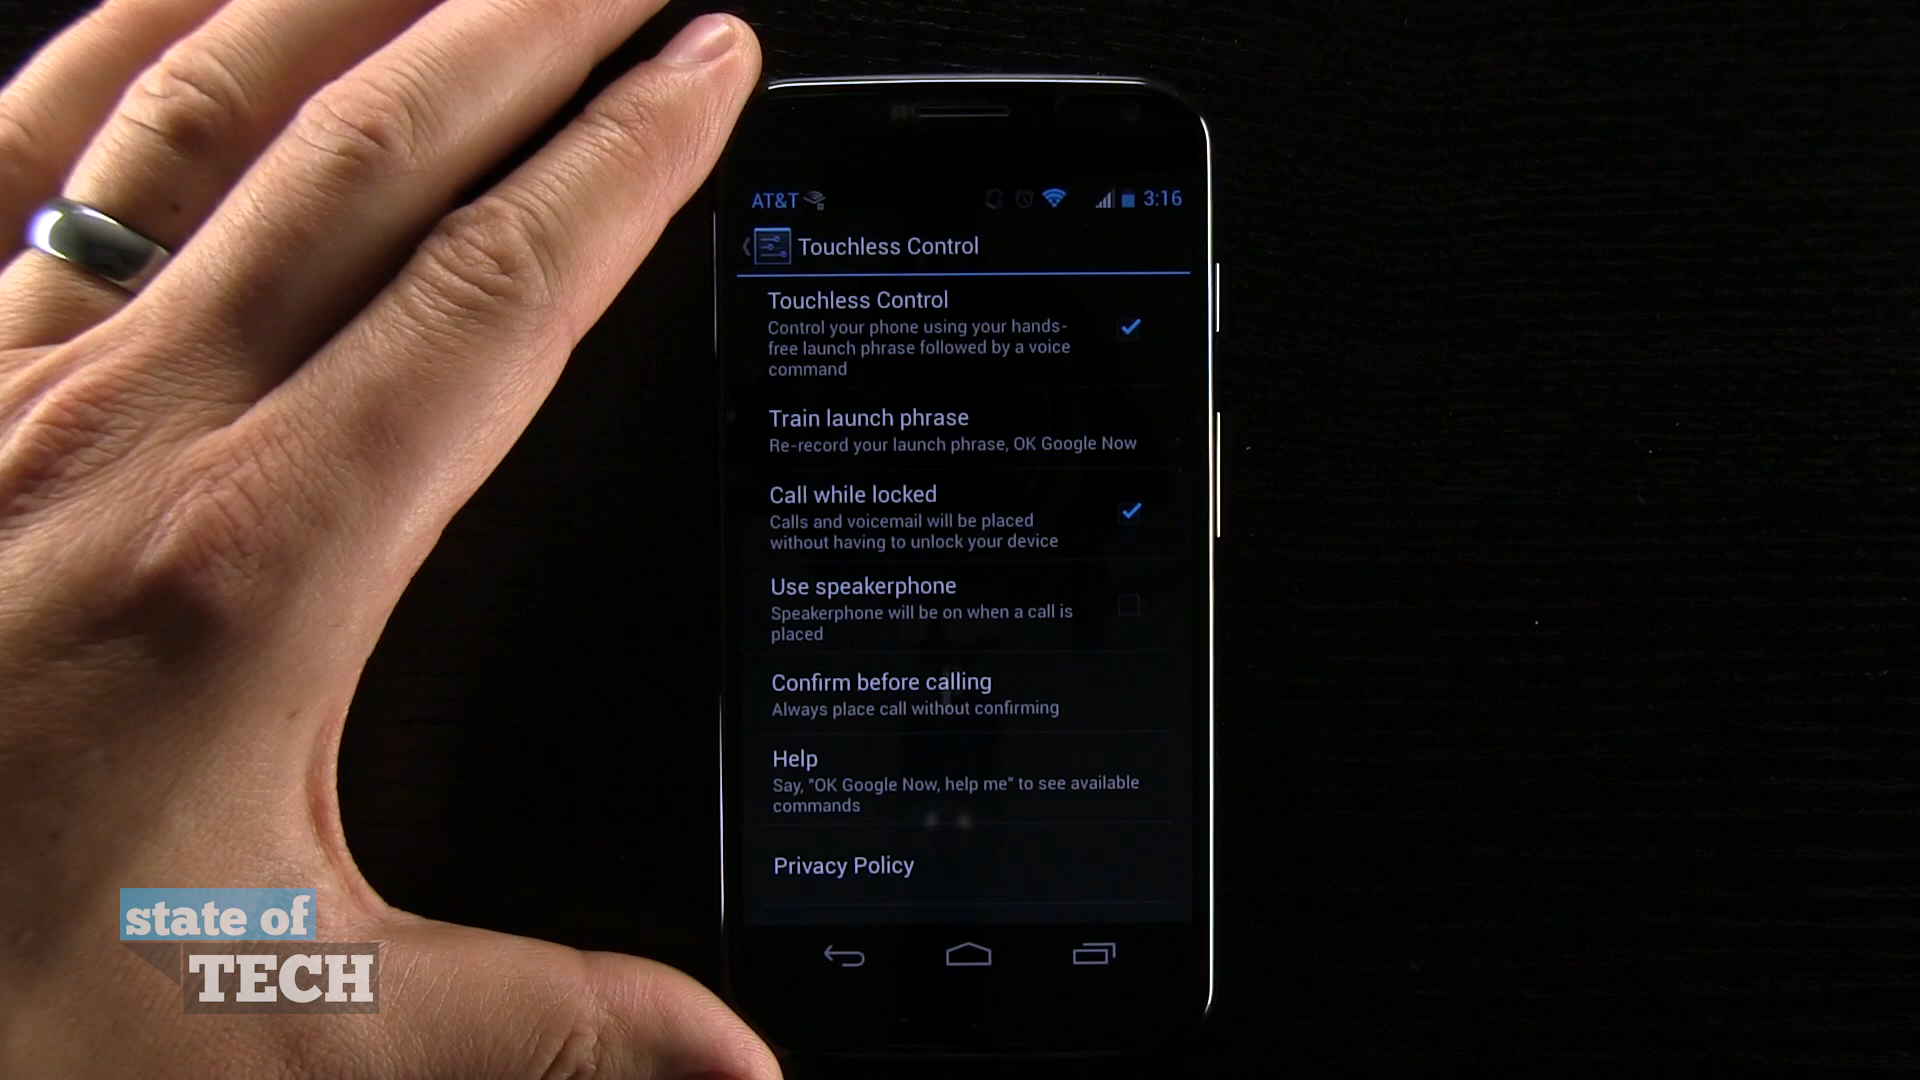 AT&T
3:16
Touchless Control
Touchless Control
Control your phone using your hands-
free launch phrase followed by a voice
command
Train launch phrase
Re-record your launch phrase, OK Google Now
Call while locked
Calls and voicemail will be placed
without having to unlock your device
Use speakerphone
Speakerphone will be on when a call is
placed
Confirm before calling
Always place call without confirming
Help
Say, "OK Google Now, help me" to see available
commands
Privacy Policy
state of
TECH